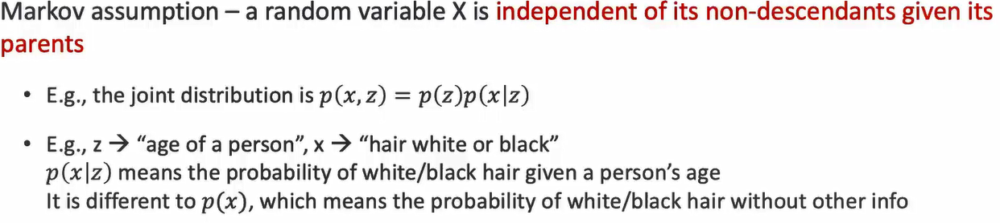 Markov assumption – a random variable X is independent of its non-descendants given its
parents
• E.g., the joint distribution is p(x, z) = p(z)p(x|z)
• E.g., z → “age of a person”, x → “hair white or black”
p(x|z) means the probability of white/black hair given a person’s age
It is different to p(x), which means the probability of white/black hair without other info